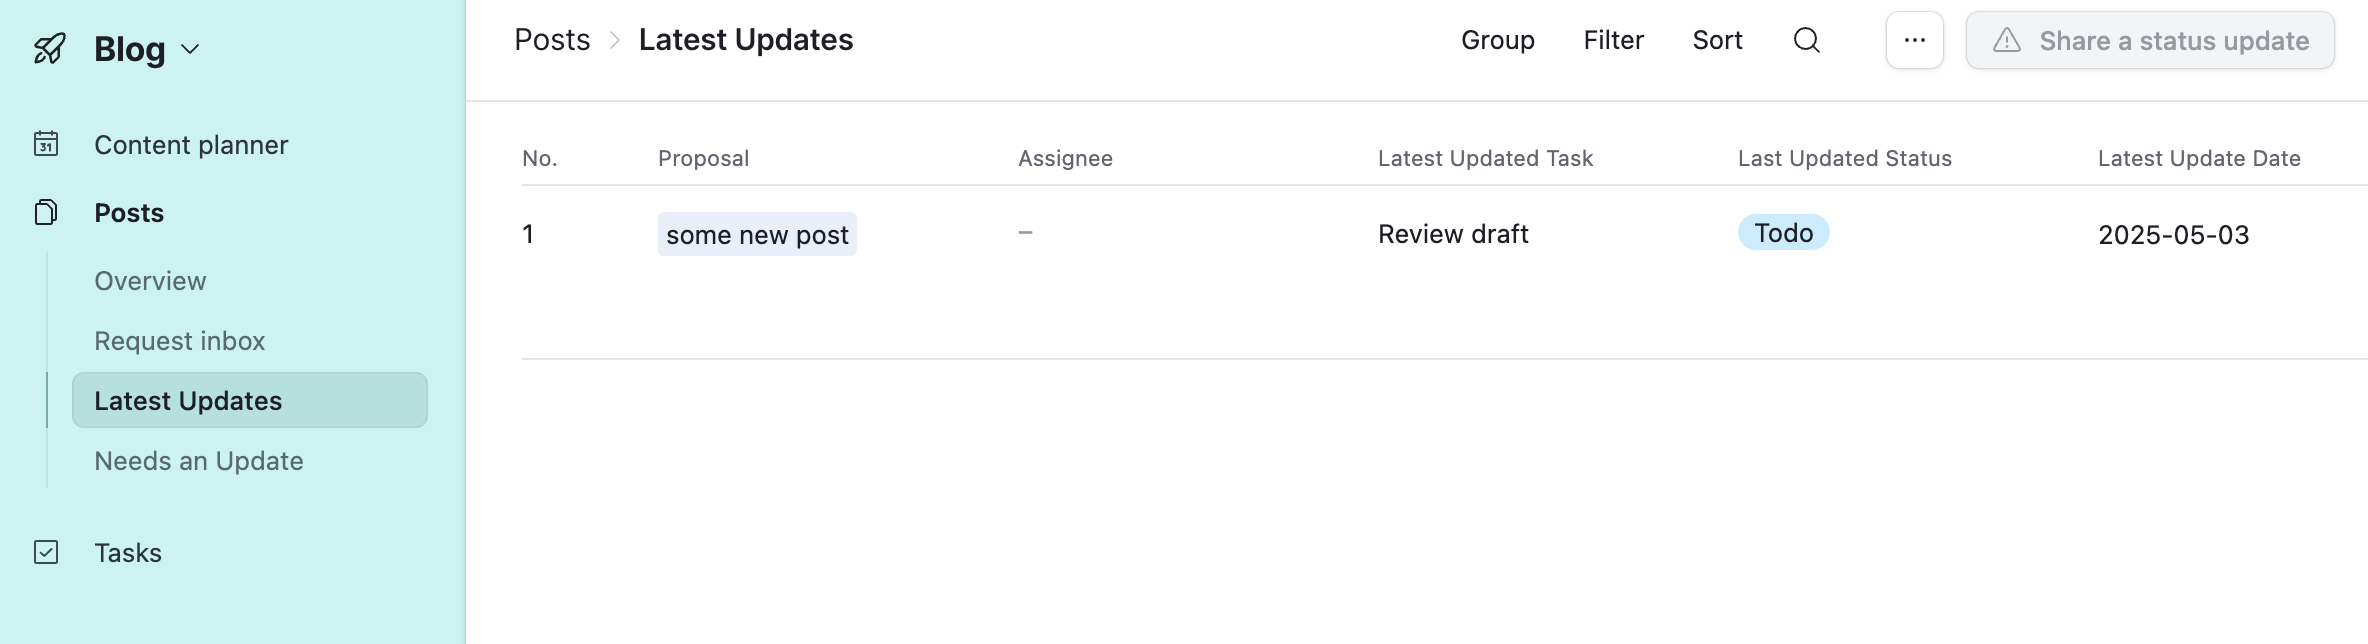 Blog
Content planner
Posts
Overview
Request inbox
Latest Updates
Needs an Update
Tasks
Posts > Latest Updates
Group Filter Sort ... Share a status update
No. Proposal Assignee Latest Updated Task Last Updated Status Latest Update Date
1 some new post – Review draft Todo 2025-05-03